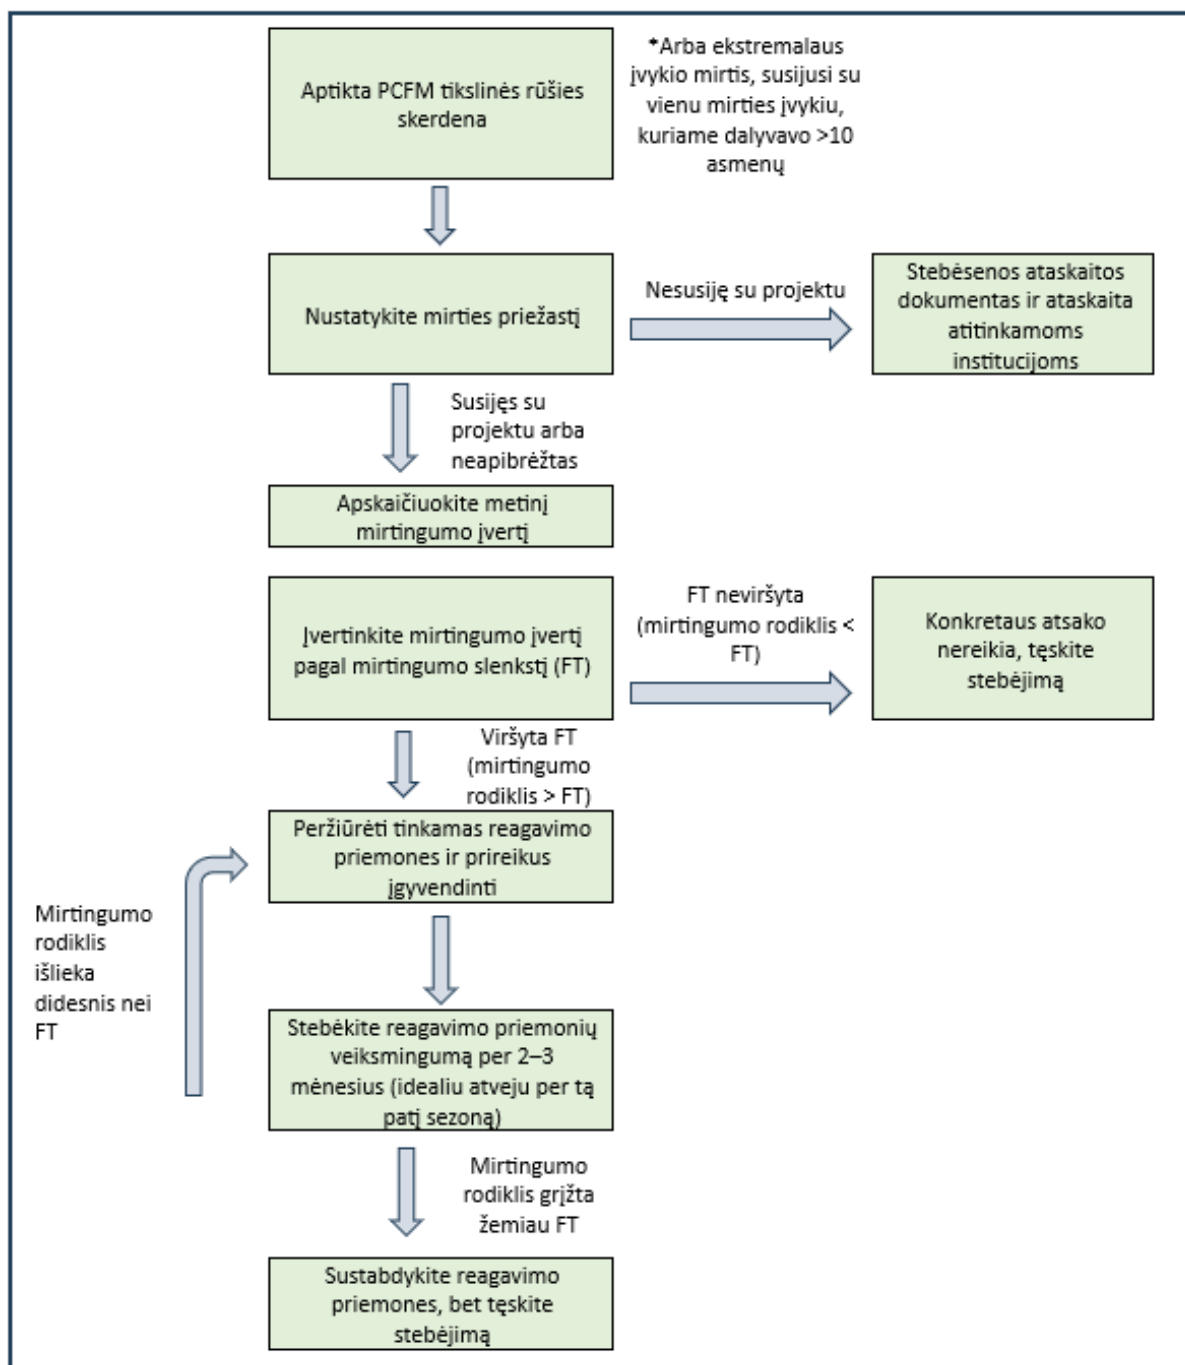 Aptikta PCFM tikslinės rūšies
skerdena
*Arba ekstremalaus
įvykio mirtis, susijusi su
vienu mirties įvykiu,
kuriame dalyvavo >10
asmenų
Nustatykite mirties priežastį
Nesusiję su projektu
Stebėsenos ataskaitos
dokumentas ir ataskaita
atitinkamoms
institucijoms
Susijęs su
projektu arba
neapibrėžtas
Apskaičiuokite metinį
mirtingumo įvertį
Įvertinkite mirtingumo įvertį
pagal mirtingumo slenkstį (FT)
FT neviršyta
(mirtingumo rodiklis <
FT)
Konkretaus atsako
nereikia, tęskite
stebėjimą
Viršyta FT
(mirtingumo
rodiklis > FT)
Peržiūrėti tinkamas reagavimo
priemones ir prireikus
įgyvendinti
Mirtingumo
rodiklis
išlieka
didesnis nei
FT
Stebėkite reagavimo priemonių
veiksmingumą per 2–3
mėnesius (idealiu atveju per tą
patį sezoną)
Mirtingumo
rodiklis grįžta
žemiau FT
Sustabdykite reagavimo
priemones, bet tęskite
stebėjimą